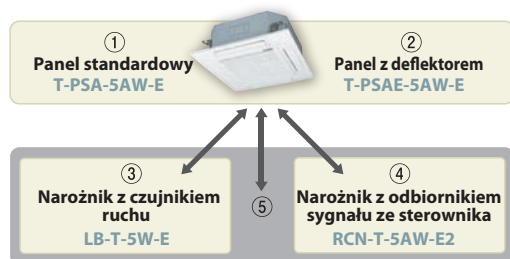 ①
Panel standardowy
T-PSA-5AW-E
②
Panel z deflektorem
T-PSAE-5AW-E
③
Narożnik z czujnikiem
ruchu
LB-T-5W-E
④
Narożnik z odbiornikiem
sygnału ze sterownika
RCN-T-5AW-E2
⑤